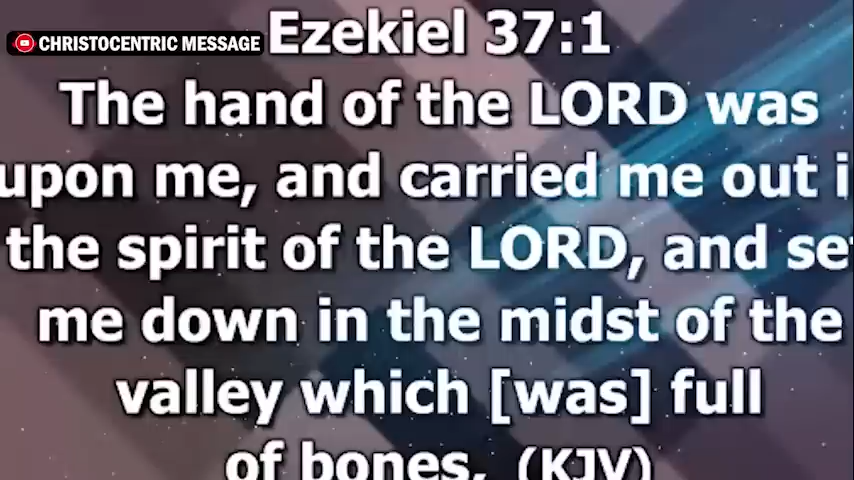 CHRISTOCENTRIC MESSAGE
Ezekiel 37:1
The hand of the LORD was
upon me, and carried me out i
the spirit of the LORD, and set
me down in the midst of the
valley which [was] full
of bones, (KJV)